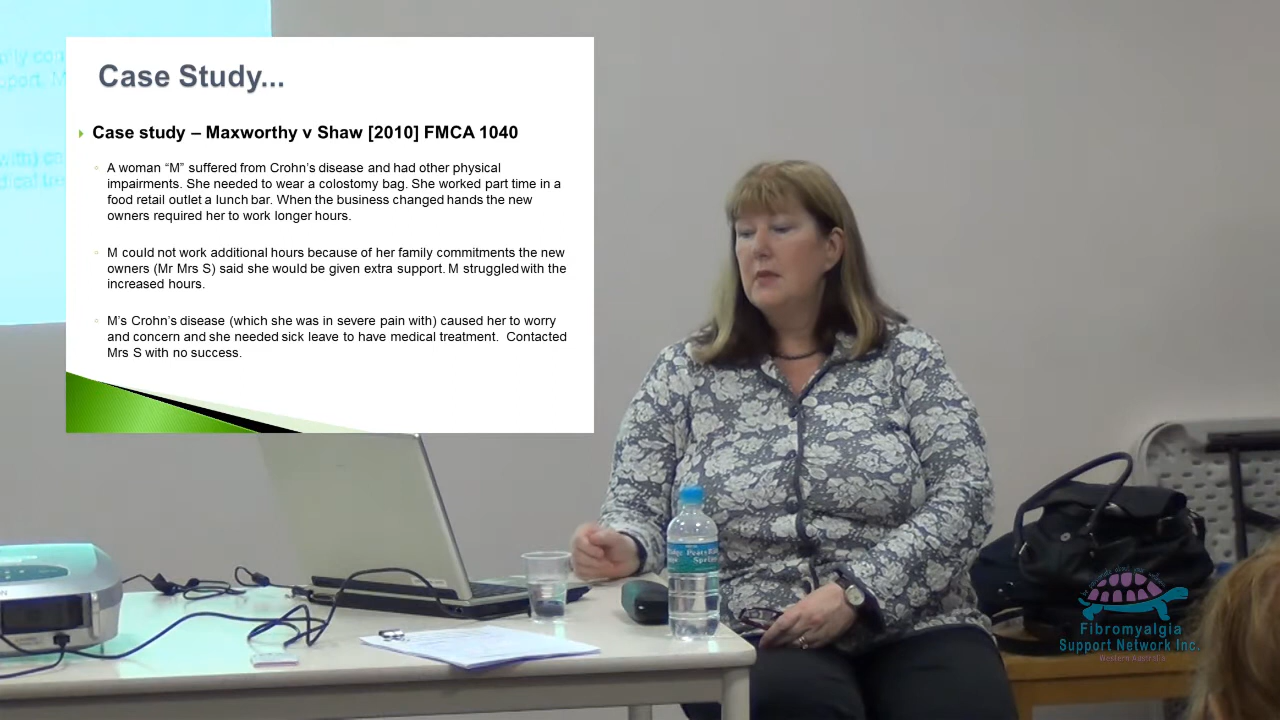 Case Study...
Case study – Maxworthy v Shaw [2010] FMCA 1040
A woman “M” suffered from Crohn’s disease and had other physical
impairments. She needed to wear a colostomy bag. She worked part time in a
food retail outlet a lunch bar. When the business changed hands the new
owners required her to work longer hours.
M could not work additional hours because of her family commitments the new
owners (Mr Mrs S) said she would be given extra support. M struggled with the
increased hours.
M’s Crohn’s disease (which she was in severe pain with) caused her to worry
and concern and she needed sick leave to have medical treatment.  Contacted
Mrs S with no success.
Fibromyalgia
Support Network Inc.
Western Australia